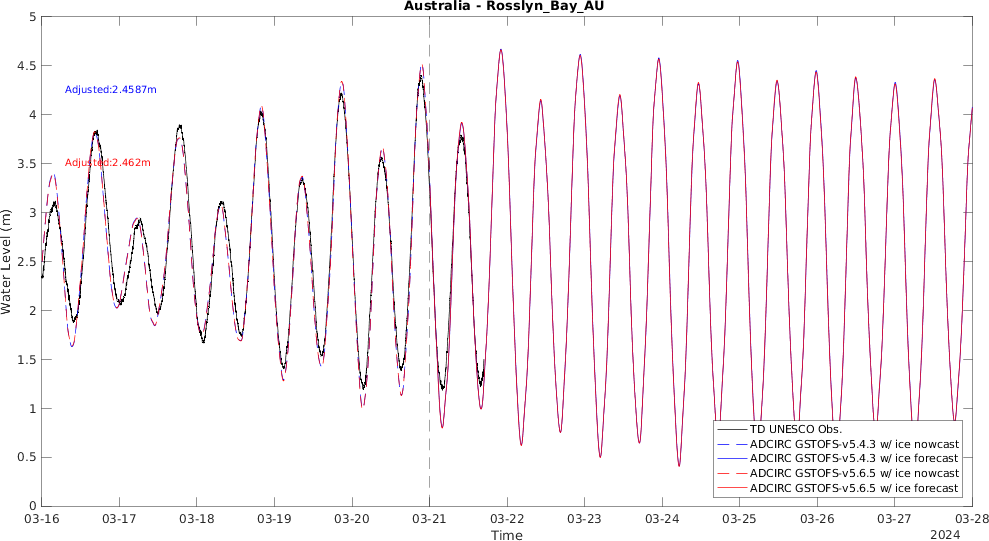 Australia - Rosslyn_Bay_AU
5
4.5
4
3.5
3
2.5
2
1.5
1
0.5
0
Water Level (m)
Adjusted:2.4587m
Adjusted:2.462m
TD UNESCO Obs.
ADCIRC GSTOFS-v5.4.3 w/ ice nowcast
ADCIRC GSTOFS-v5.4.3 w/ ice forecast
ADCIRC GSTOFS-v5.6.5 w/ ice nowcast
ADCIRC GSTOFS-v5.6.5 w/ ice forecast
03-16 03-17 03-18 03-19 03-20 03-21 03-22 03-23 03-24 03-25 03-26 03-27 03-28
Time
2024